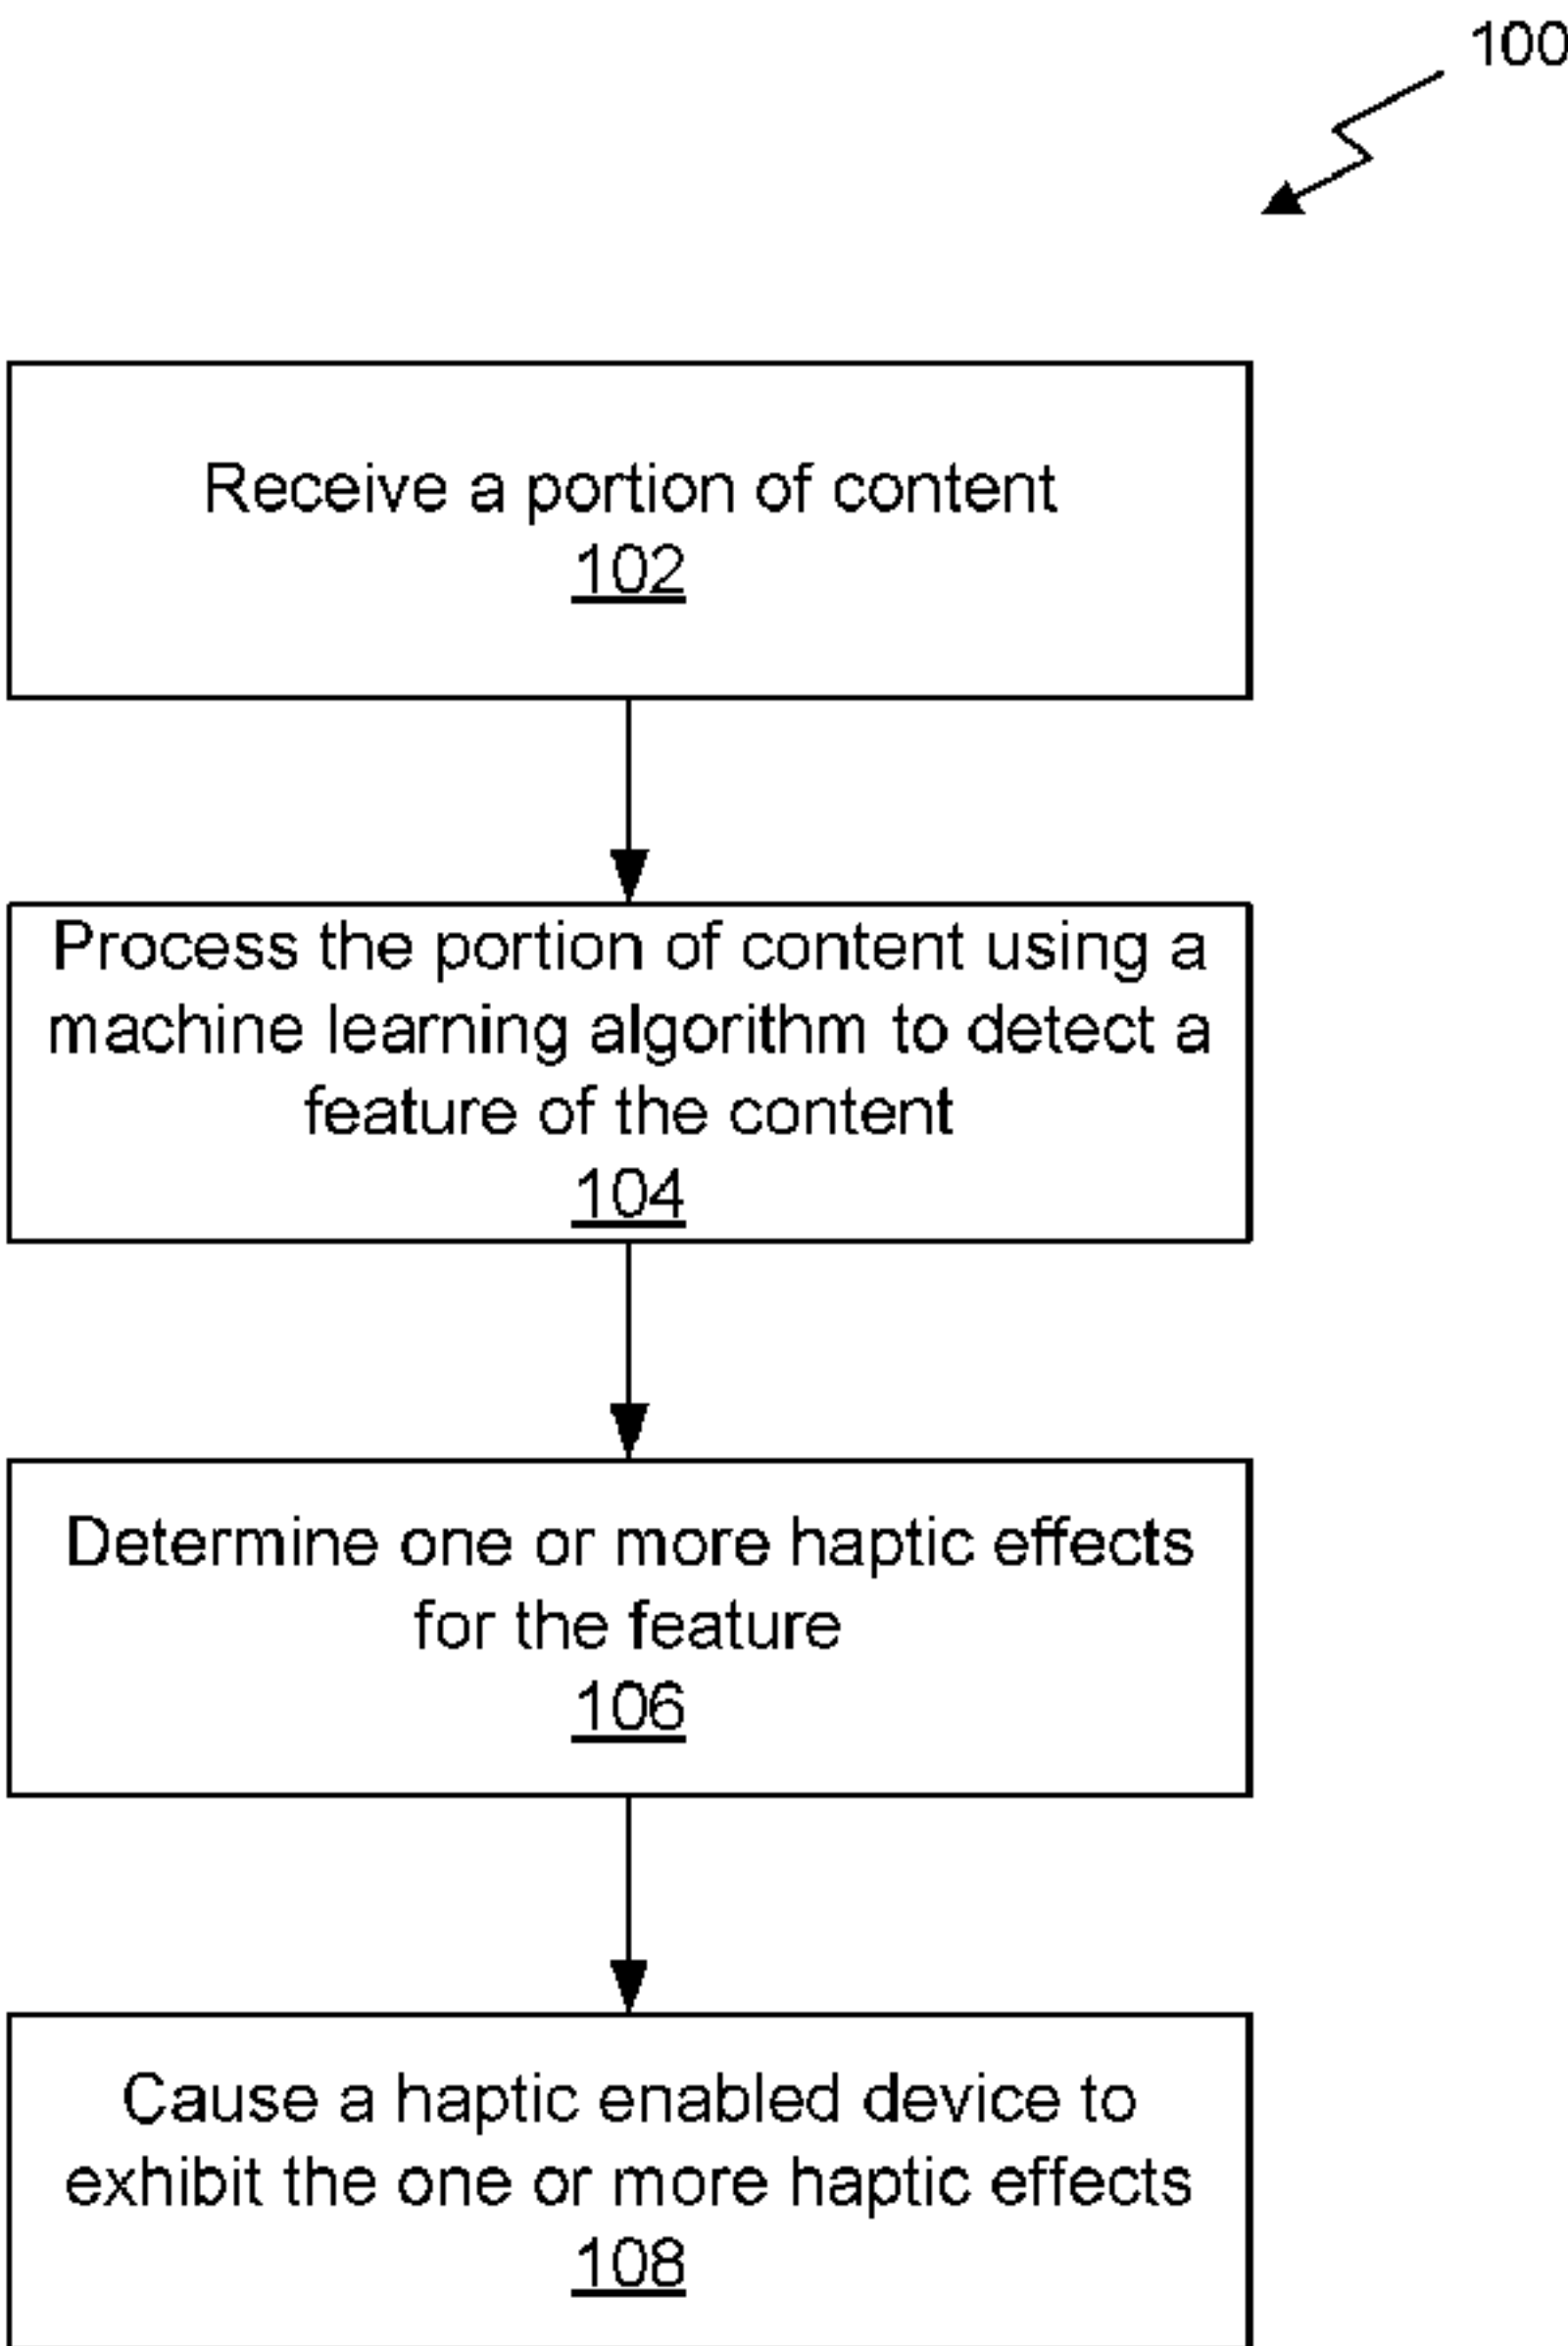 100
Receive a portion of content
102
Process the portion of content using a
machine learning algorithm to detect a
feature of the content
104
Determine one or more haptic effects
for the feature
106
Cause a haptic enabled device to
exhibit the one or more haptic effects
108